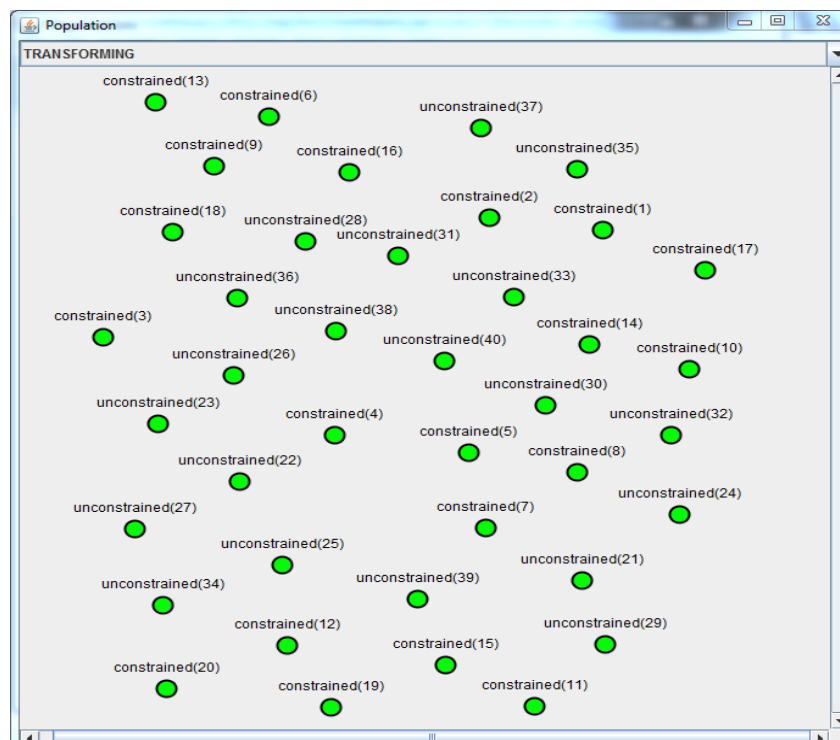 Population
TRANSFORMING
constrained(13)
constrained(6)
unconstrained(37)
constrained(9)
constrained(16)
unconstrained(35)
constrained(2)
constrained(1)
constrained(18)
unconstrained(28)
unconstrained(31)
constrained(17)
unconstrained(36)
unconstrained(33)
constrained(3)
unconstrained(38)
unconstrained(40)
constrained(14)
constrained(10)
unconstrained(26)
unconstrained(30)
unconstrained(23)
constrained(4)
constrained(5)
unconstrained(32)
constrained(8)
unconstrained(22)
unconstrained(24)
unconstrained(27)
constrained(7)
unconstrained(25)
unconstrained(21)
unconstrained(34)
unconstrained(39)
constrained(12)
unconstrained(29)
constrained(15)
constrained(20)
constrained(19)
constrained(11)